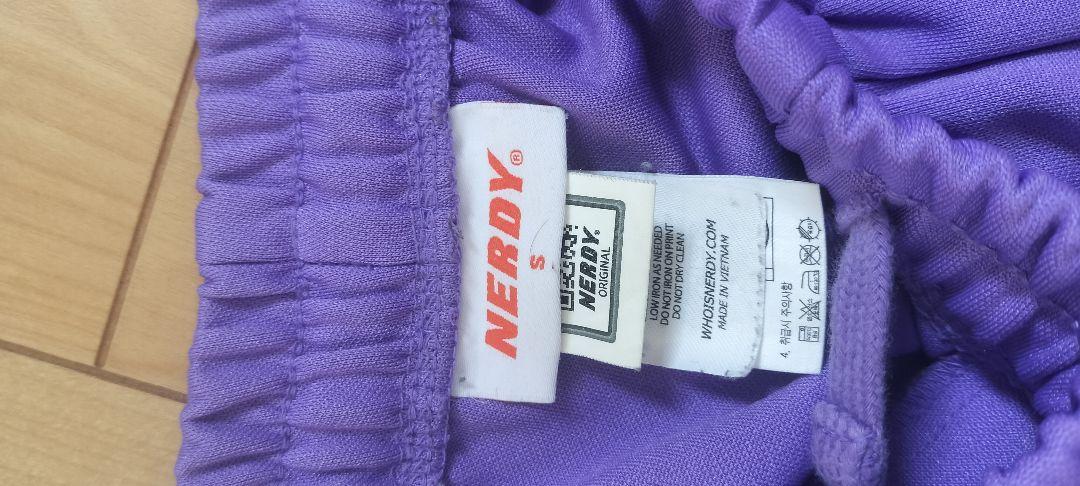 NERDY®
S
NERDY®
ORIGINAL
LOW IRON AS NEEDED
DO NOT IRON ON PRINT
DO NOT DRY CLEAN
WHOISNERDY.COM
MADE IN VIETNAM
4. 취급시 주의사항